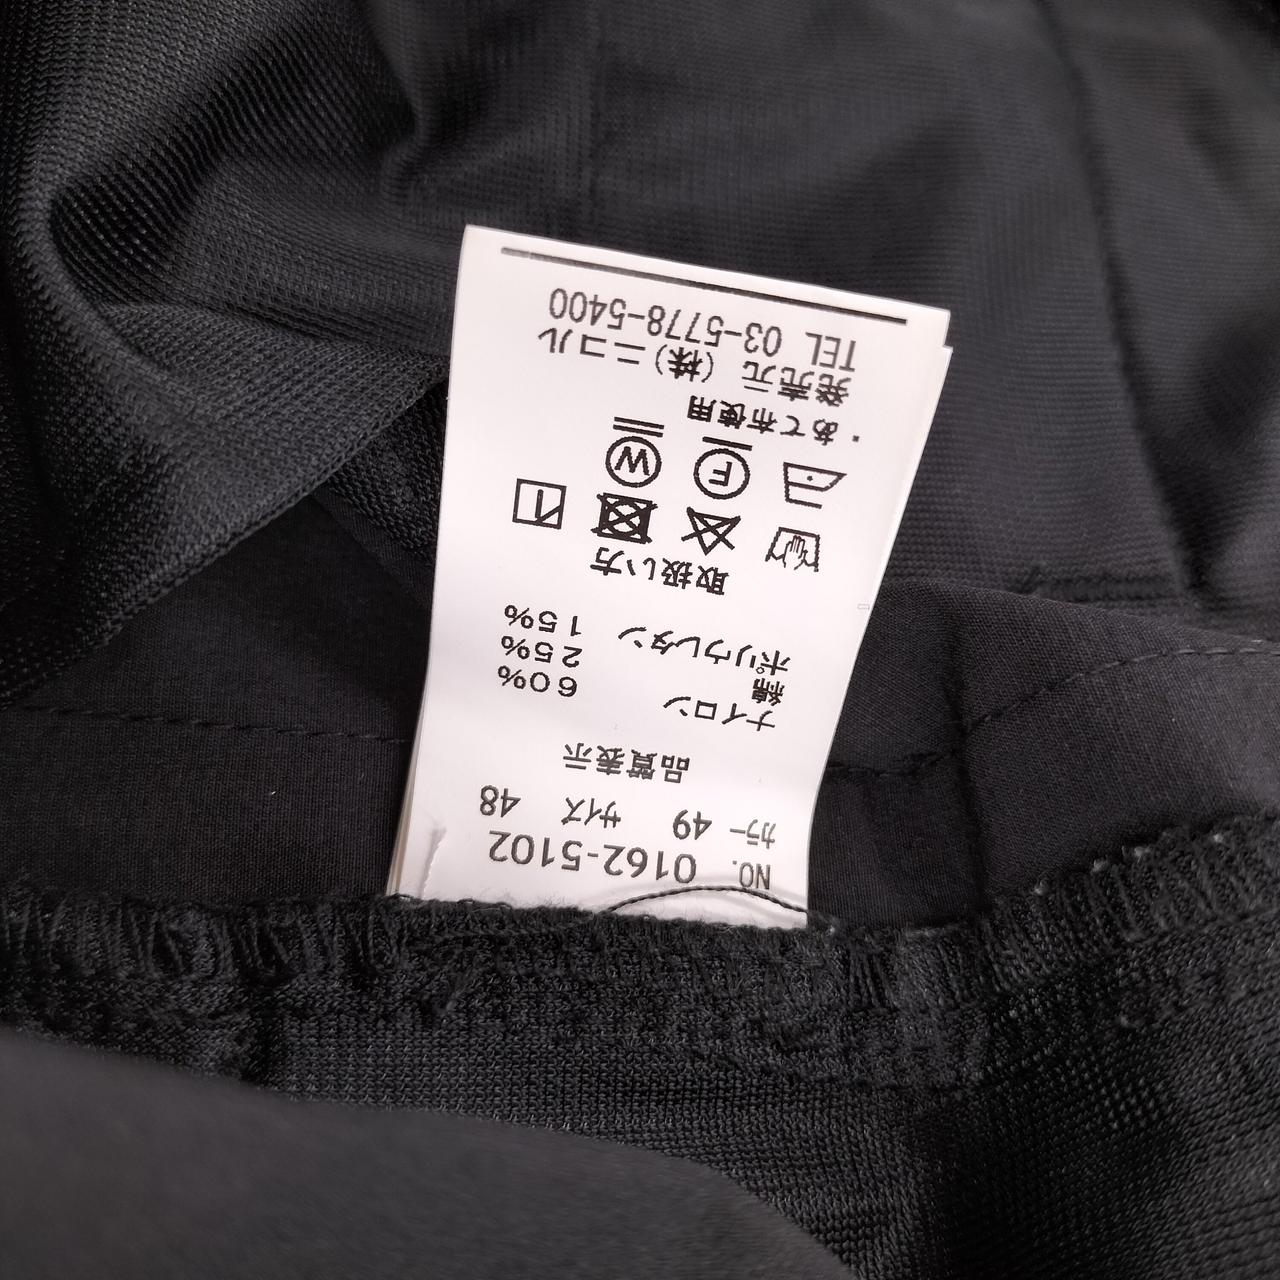 NO. 0162-5102
カラー 49 サイズ 48
品質表示
ナイロン 60%
綿 25%
ポリウレタン 15%
取扱い方
F W
・あて布使用
発売元 (株)ニコル
TEL 03-5778-5400